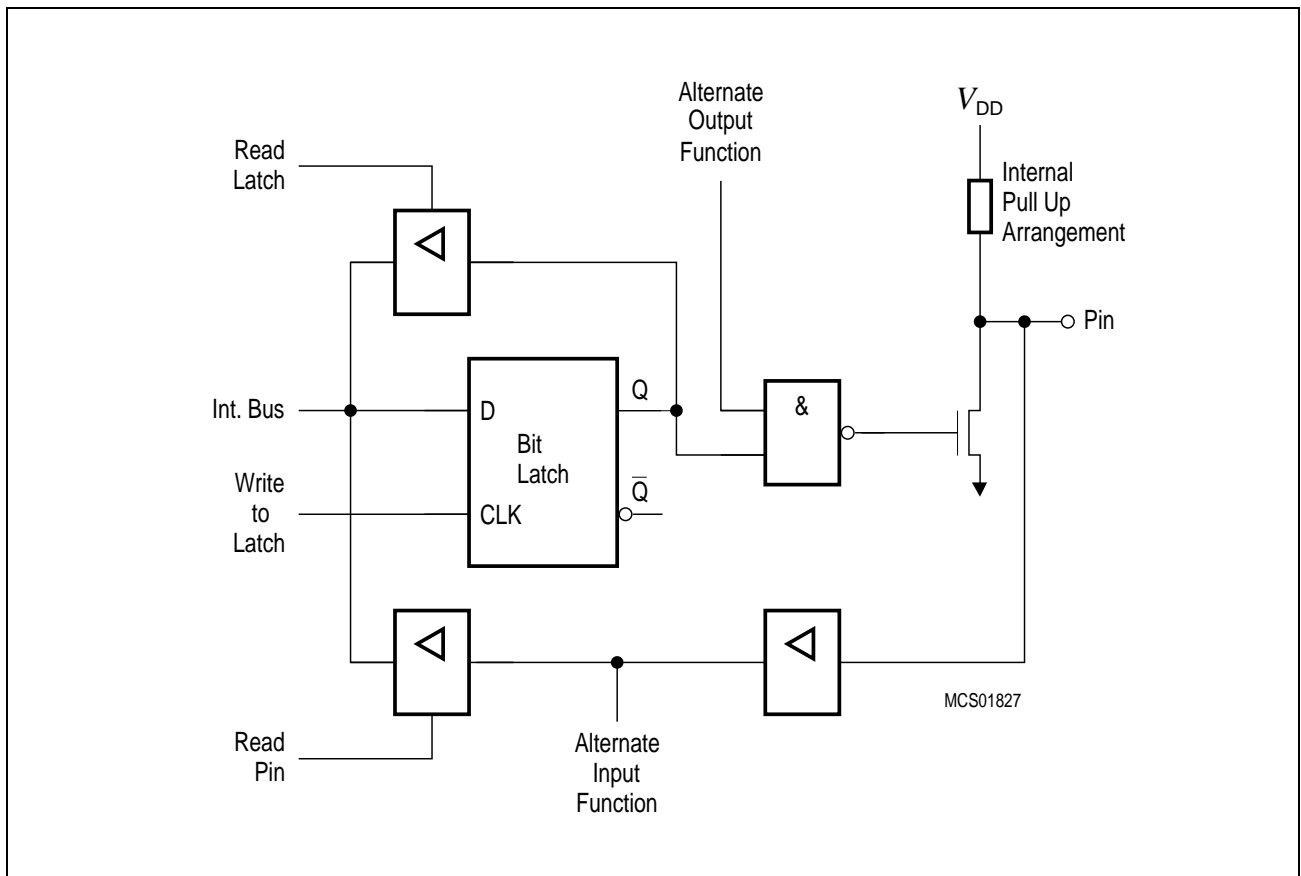 Alternate
Output
Function
VDD
Read
Latch
Internal
Pull Up
Arrangement
Pin
Int. Bus
D
Q
&
Bit
Latch
Write
to
Latch
CLK
Q̅
MCS01827
Read
Pin
Alternate
Input
Function